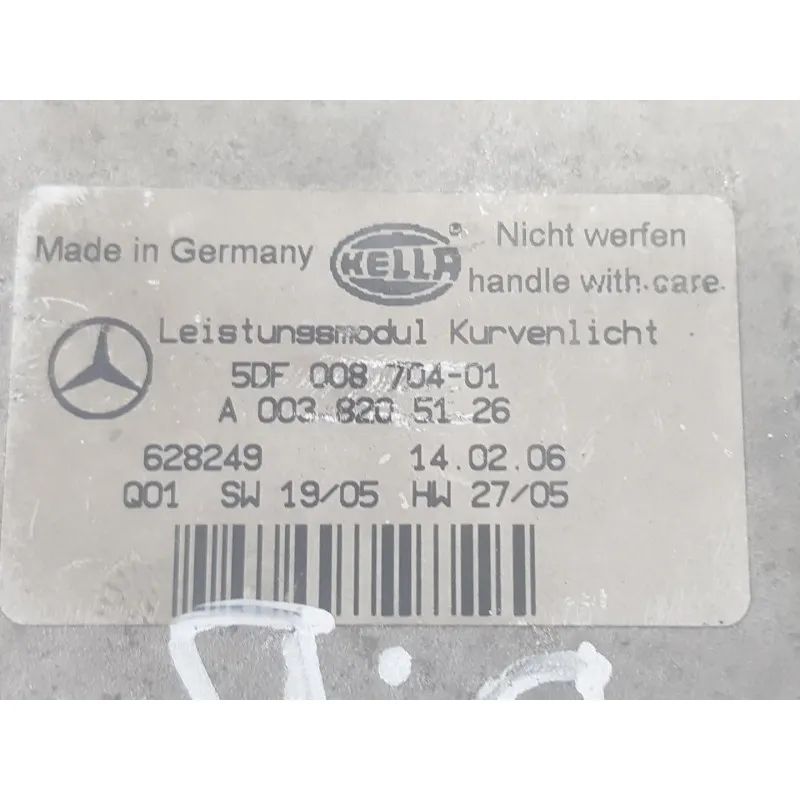 Made in Germany
HELLA®
Nicht werfen
handle with care
Leistungsmodul Kurvenlicht
5DF 008 704-01
A 003 820 51 26
628249 14.02.06
Q01 SW 19/05 HW 27/05